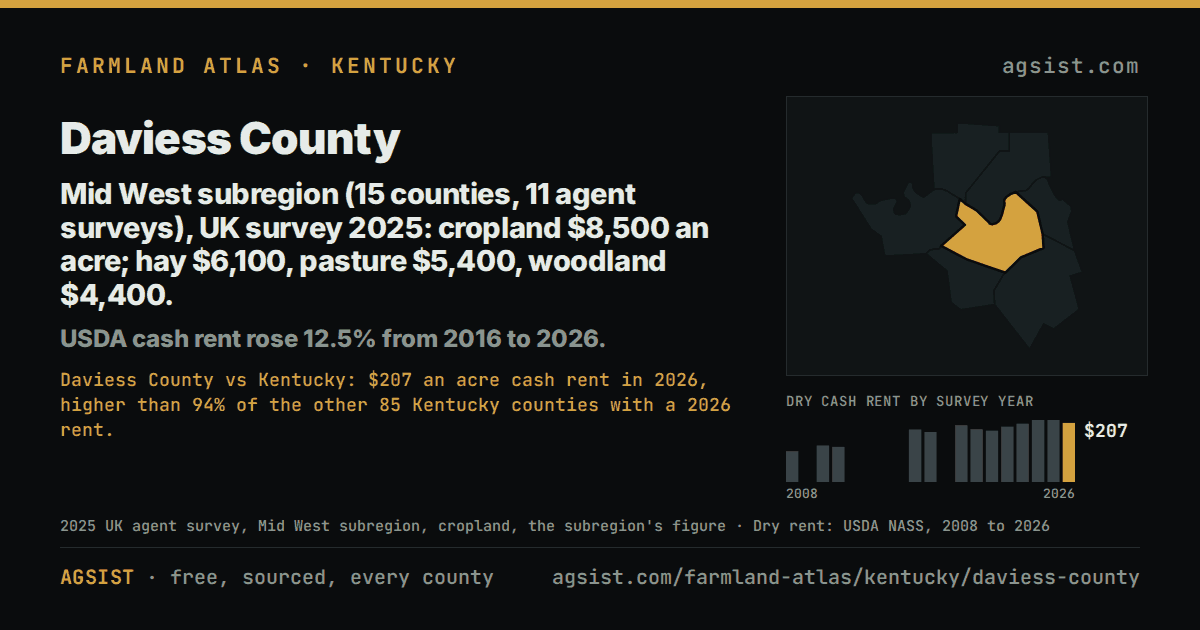 FARMLAND ATLAS · KENTUCKY
agsist.com
Daviess County
Mid West subregion (15 counties, 11 agent
surveys), UK survey 2025: cropland $8,500 an
acre; hay $6,100, pasture $5,400, woodland
$4,400.
USDA cash rent rose 12.5% from 2016 to 2026.
Daviess County vs Kentucky: $207 an acre cash rent in 2026,
higher than 94% of the other 85 Kentucky counties with a 2026
rent.
DRY CASH RENT BY SURVEY YEAR
$207
2008
2026
2025 UK agent survey, Mid West subregion, cropland, the subregion's figure · Dry rent: USDA NASS, 2008 to 2026
AGSIST · free, sourced, every county
agsist.com/farmland-atlas/kentucky/daviess-county